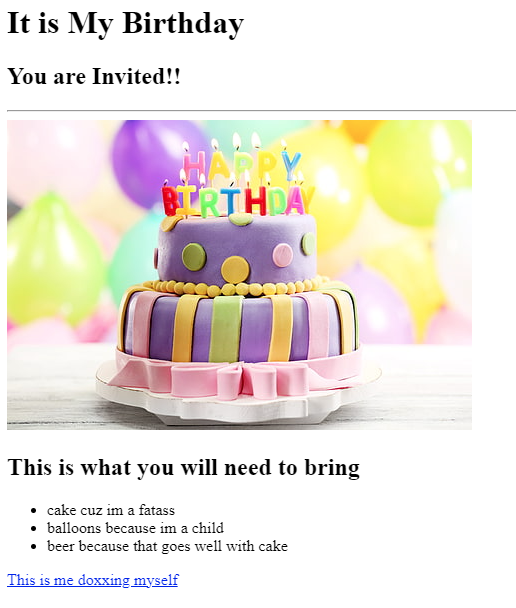 It is My Birthday
You are Invited!!
HAPPY
BIRTHDAY
This is what you will need to bring
cake cuz im a fatass
balloons because im a child
beer because that goes well with cake
This is me doxxing myself